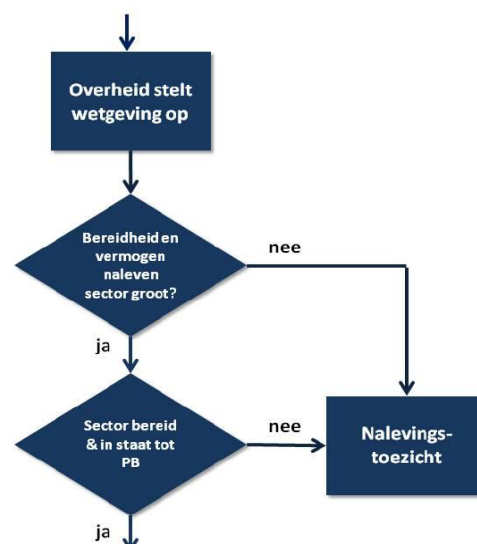 Overheid stelt
wetgeving op
Bereidheid en
vermogen
naleven
sector groot?
nee
ja
Sector bereid
& in staat tot
PB
nee
Nalevings-
toezicht
ja